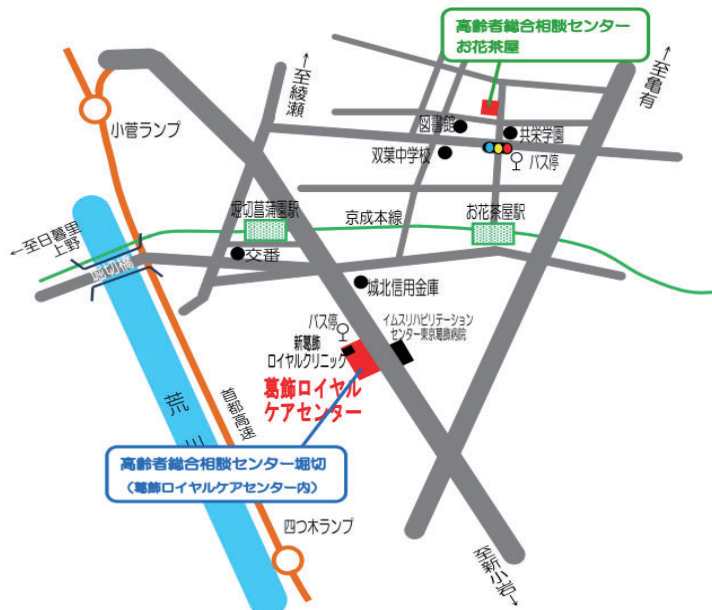 高齢者総合相談センター
お花茶屋
↑至亀有
↑至綾瀬
小菅ランプ
図書館
共栄学園
双葉中学校
バス停
堀切菖蒲園駅
京成本線
お花茶屋駅
←至日暮里
上野
堀切橋
交番
城北信用金庫
バス停
イムスリハビリテーション
センター東京葛飾病院
新葛飾
ロイヤルクリニック
葛飾ロイヤル
ケアセンター
首都高速
荒川
高齢者総合相談センター堀切
(葛飾ロイヤルケアセンター内)
四つ木ランプ
至新小岩↓